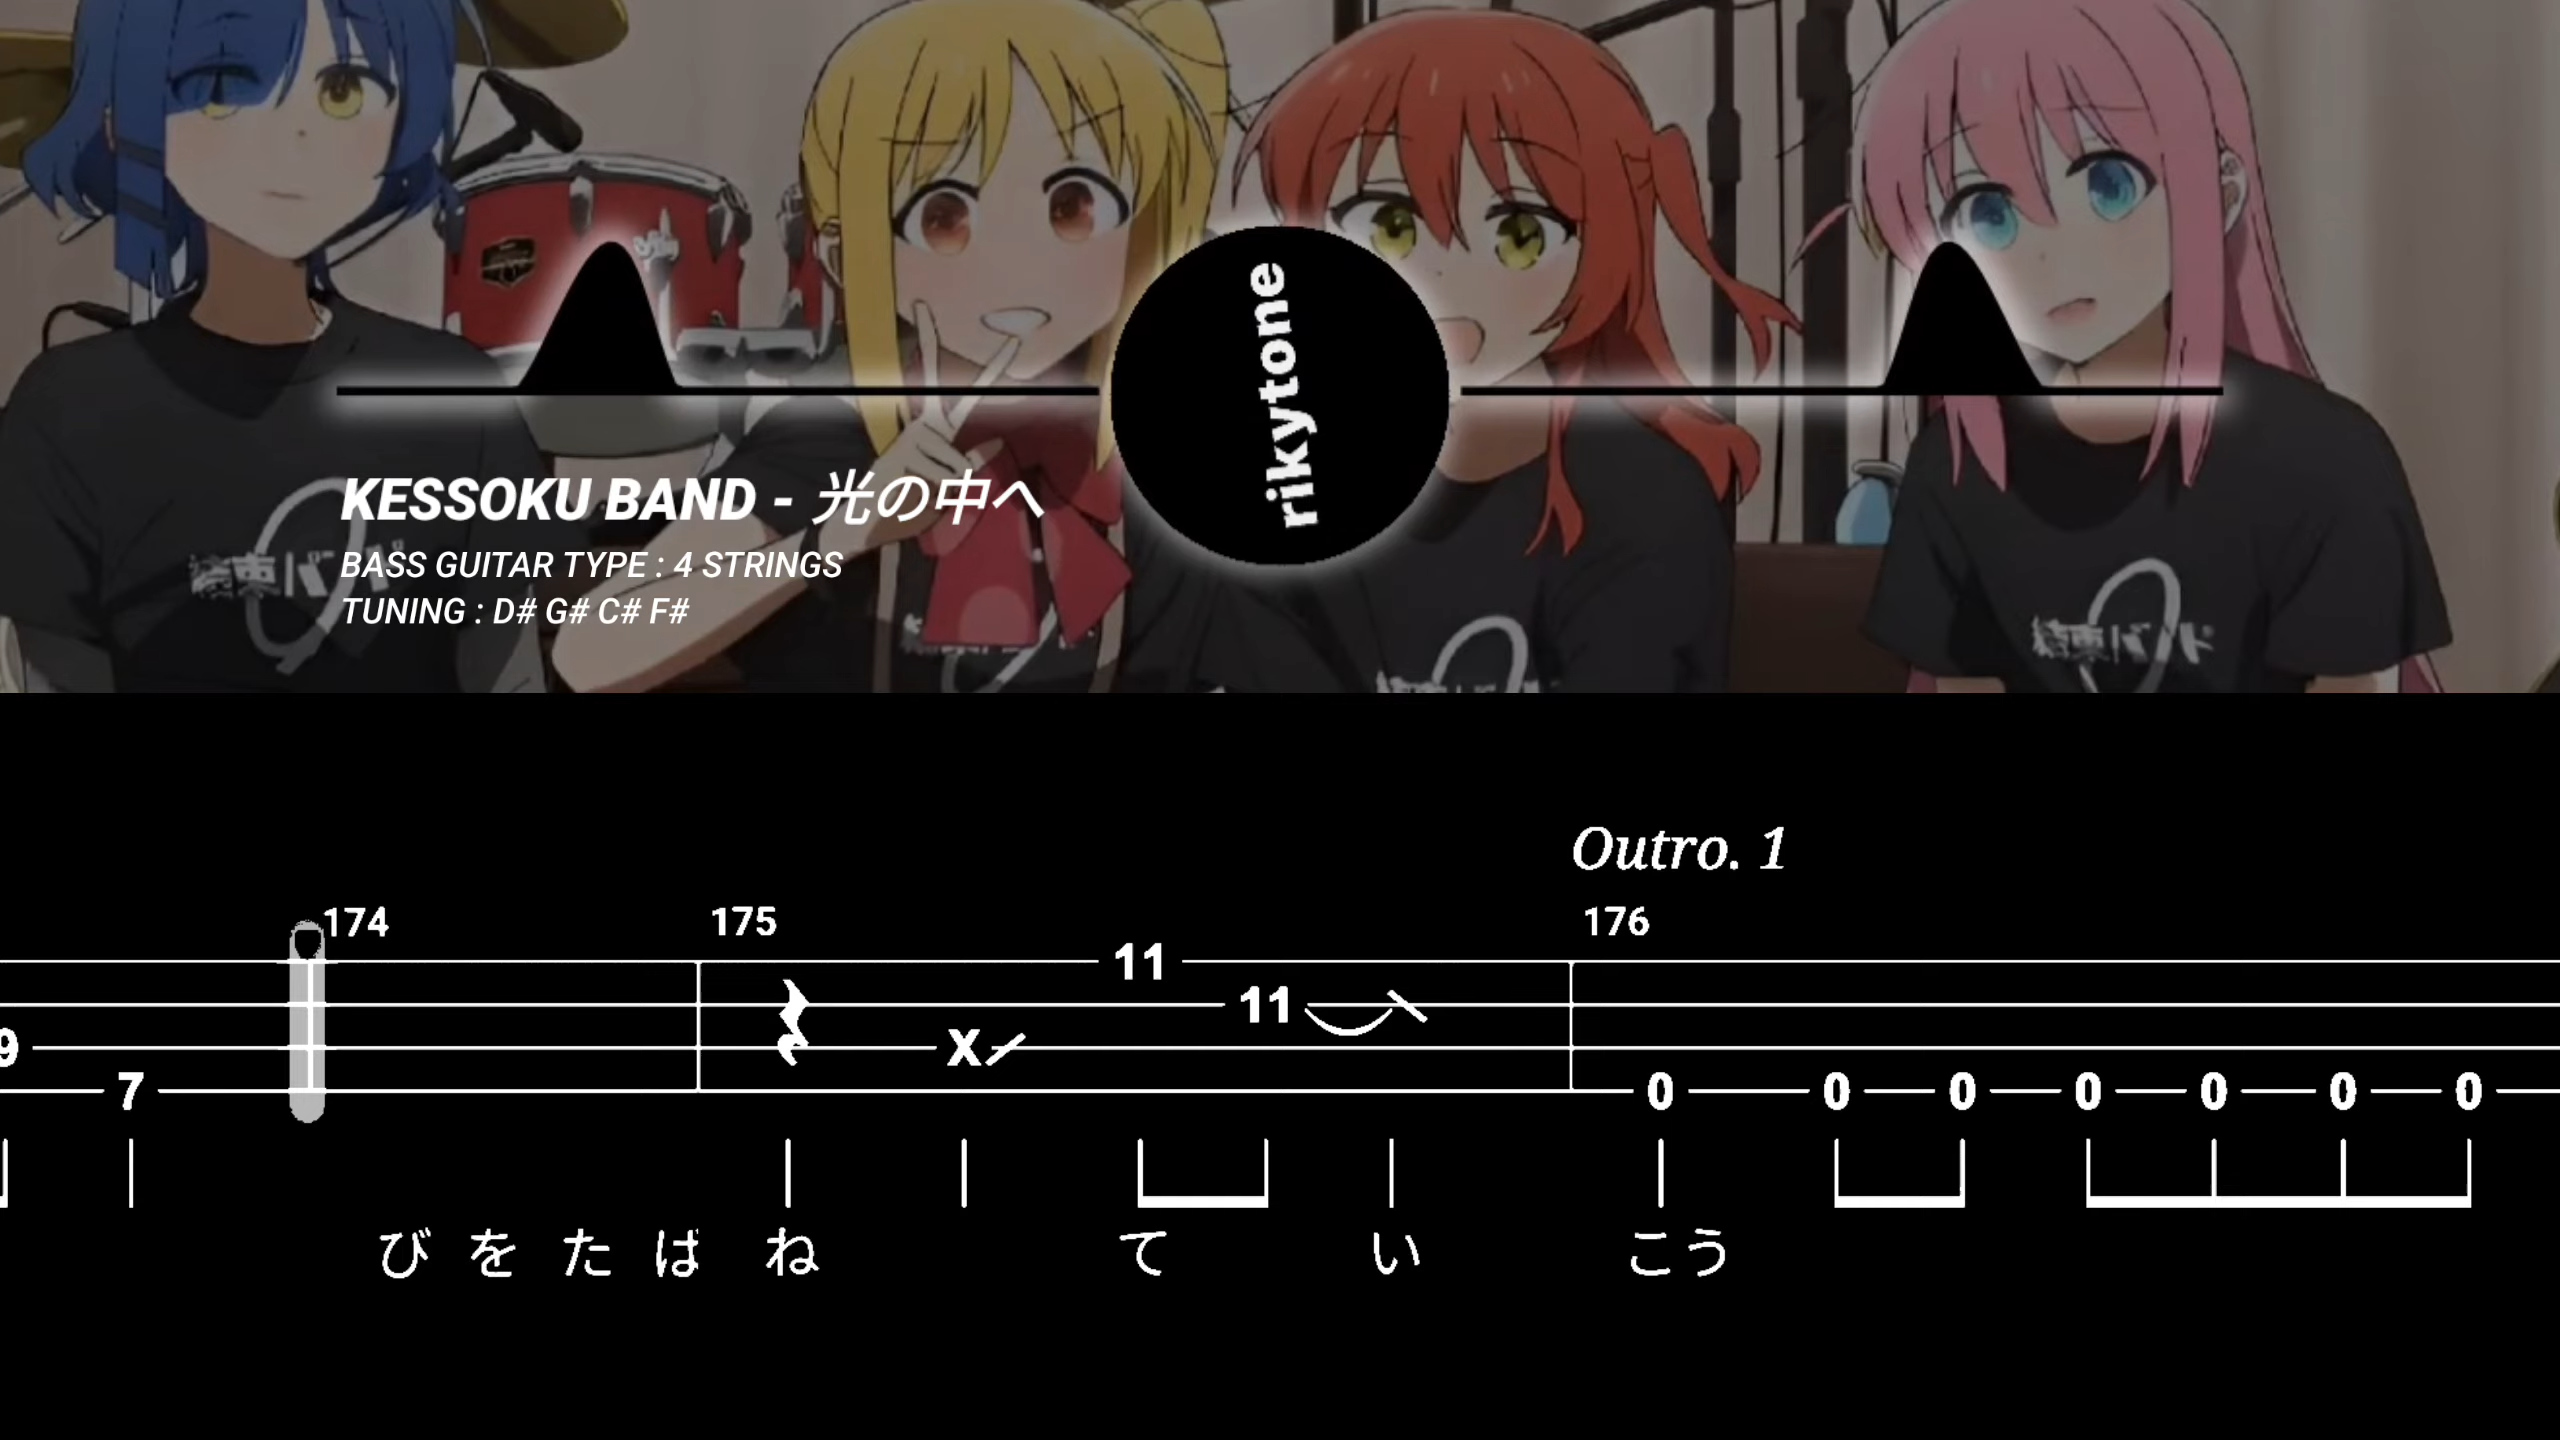 rikytone
KESSOKU BAND - 光の中へ
BASS GUITAR TYPE : 4 STRINGS
TUNING : D# G# C# F#
Outro. 1
174 175 176
11
11
9 X
7 0 0 0 0 0 0 0
び を た ば ね て い こう